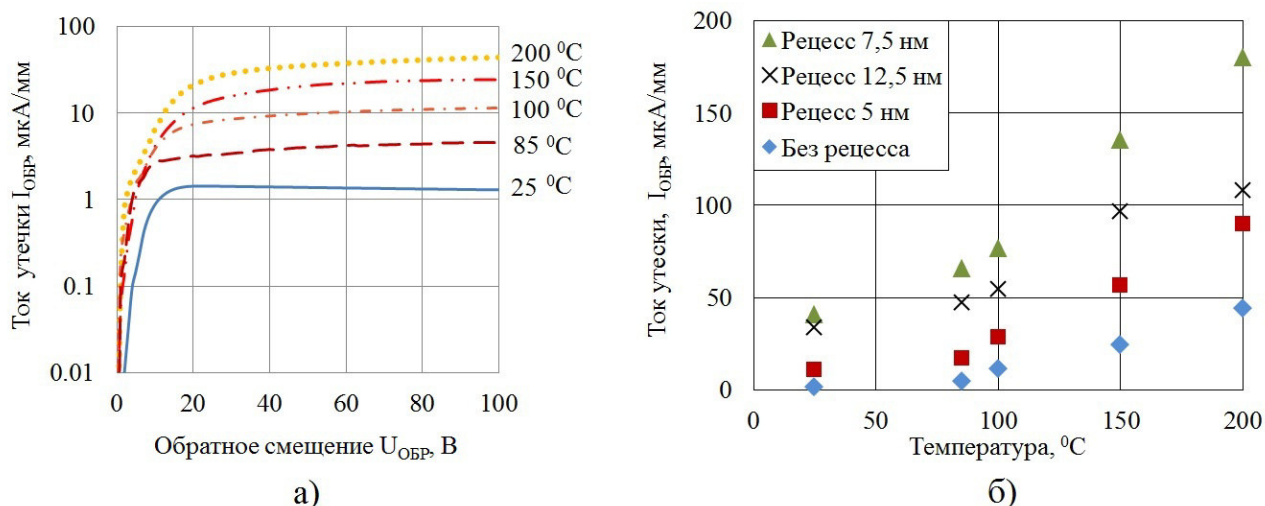 Ток утечки IОБР, мкА/мм
100
10
1
0.1
0.01
200 ⁰C
150 ⁰C
100 ⁰C
85 ⁰C
25 ⁰C
0 20 40 60 80 100
Обратное смещение UОБР, В
а)
Ток утески, IОБР, мкА/мм
200
150
100
50
0
Рецесс 7,5 нм
Рецесс 12,5 нм
Рецесс 5 нм
Без рецесса
0 50 100 150 200
Температура, ⁰C
б)